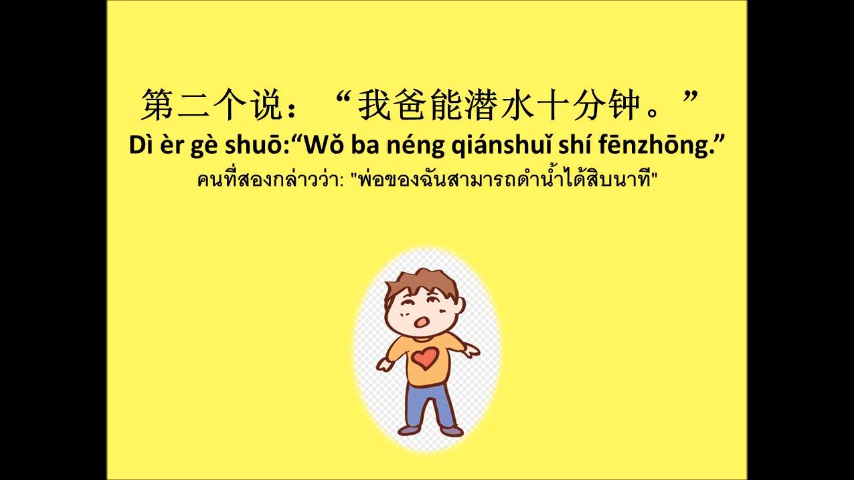 第二个说：“我爸能潜水十分钟。”
Dì èr gè shuō:“Wǒ ba néng qiánshuǐ shí fēnzhōng.”
คนที่สองกล่าวว่า: "พ่อของฉันสามารถดำน้ำได้สิบนาที"